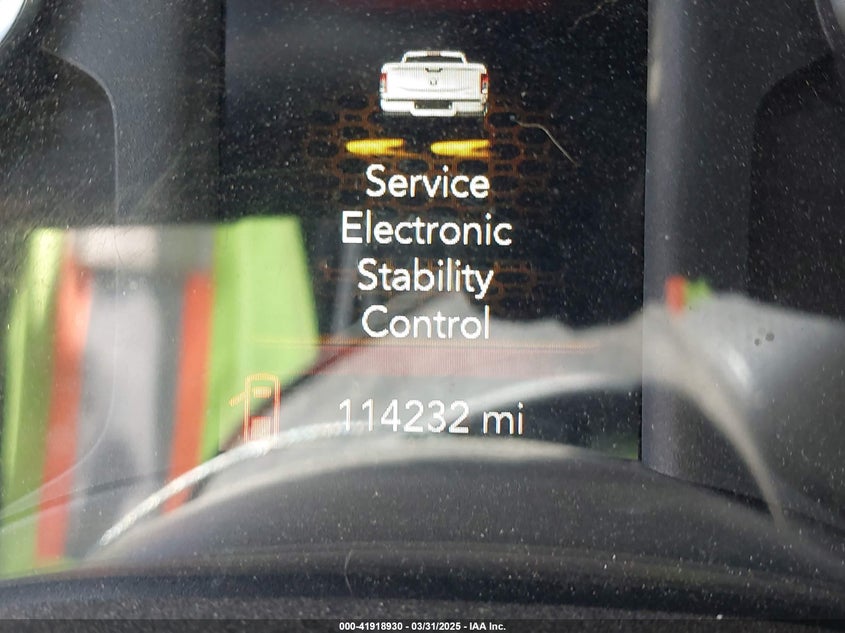 Service
Electronic
Stability
Control
114232 mi
000-41918930 - 03/31/2025 - IAA Inc.